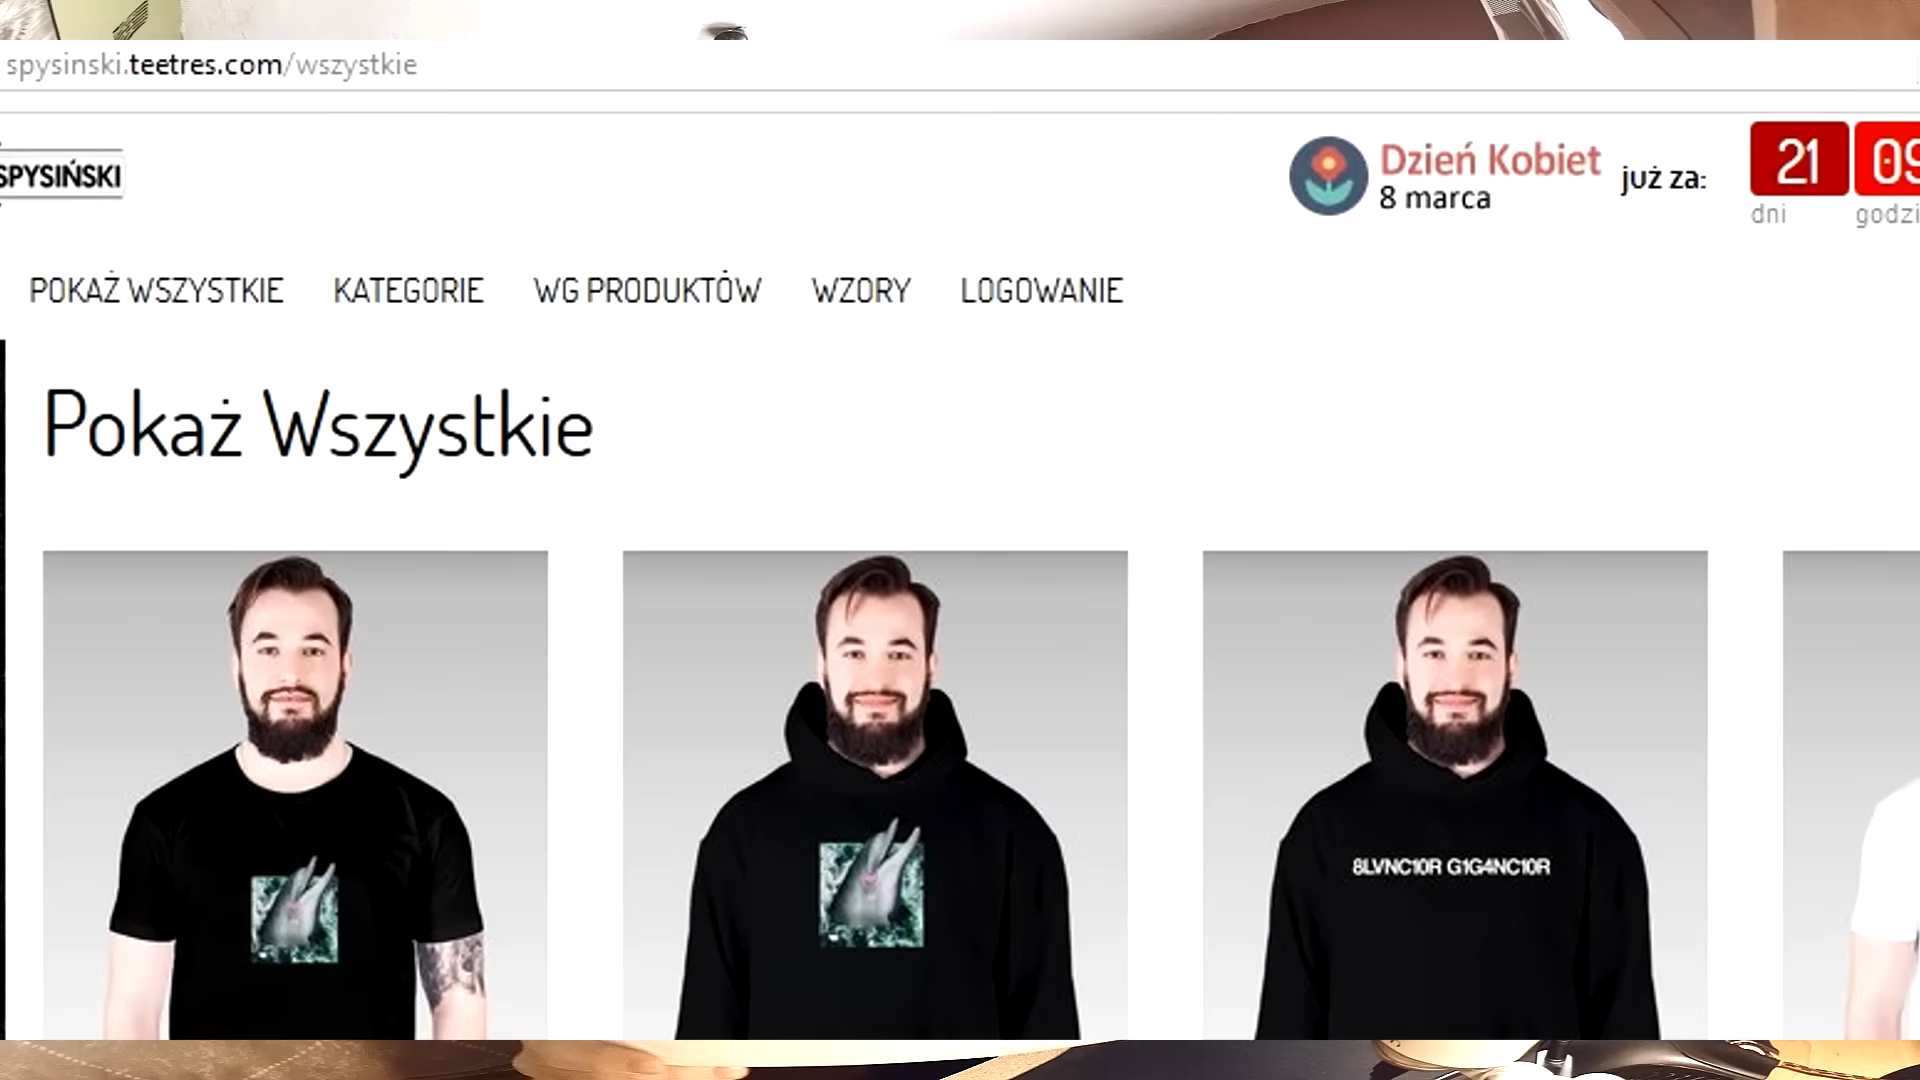 spysinski.teetres.com/wszystkie
SPYSIŃSKI
Dzień Kobiet
8 marca
już za:
21
09
dni
godzi
POKAŻ WSZYSTKIE KATEGORIE WG PRODUKTÓW WZORY LOGOWANIE
Pokaż Wszystkie
8LVNC10R G1G4NC10R